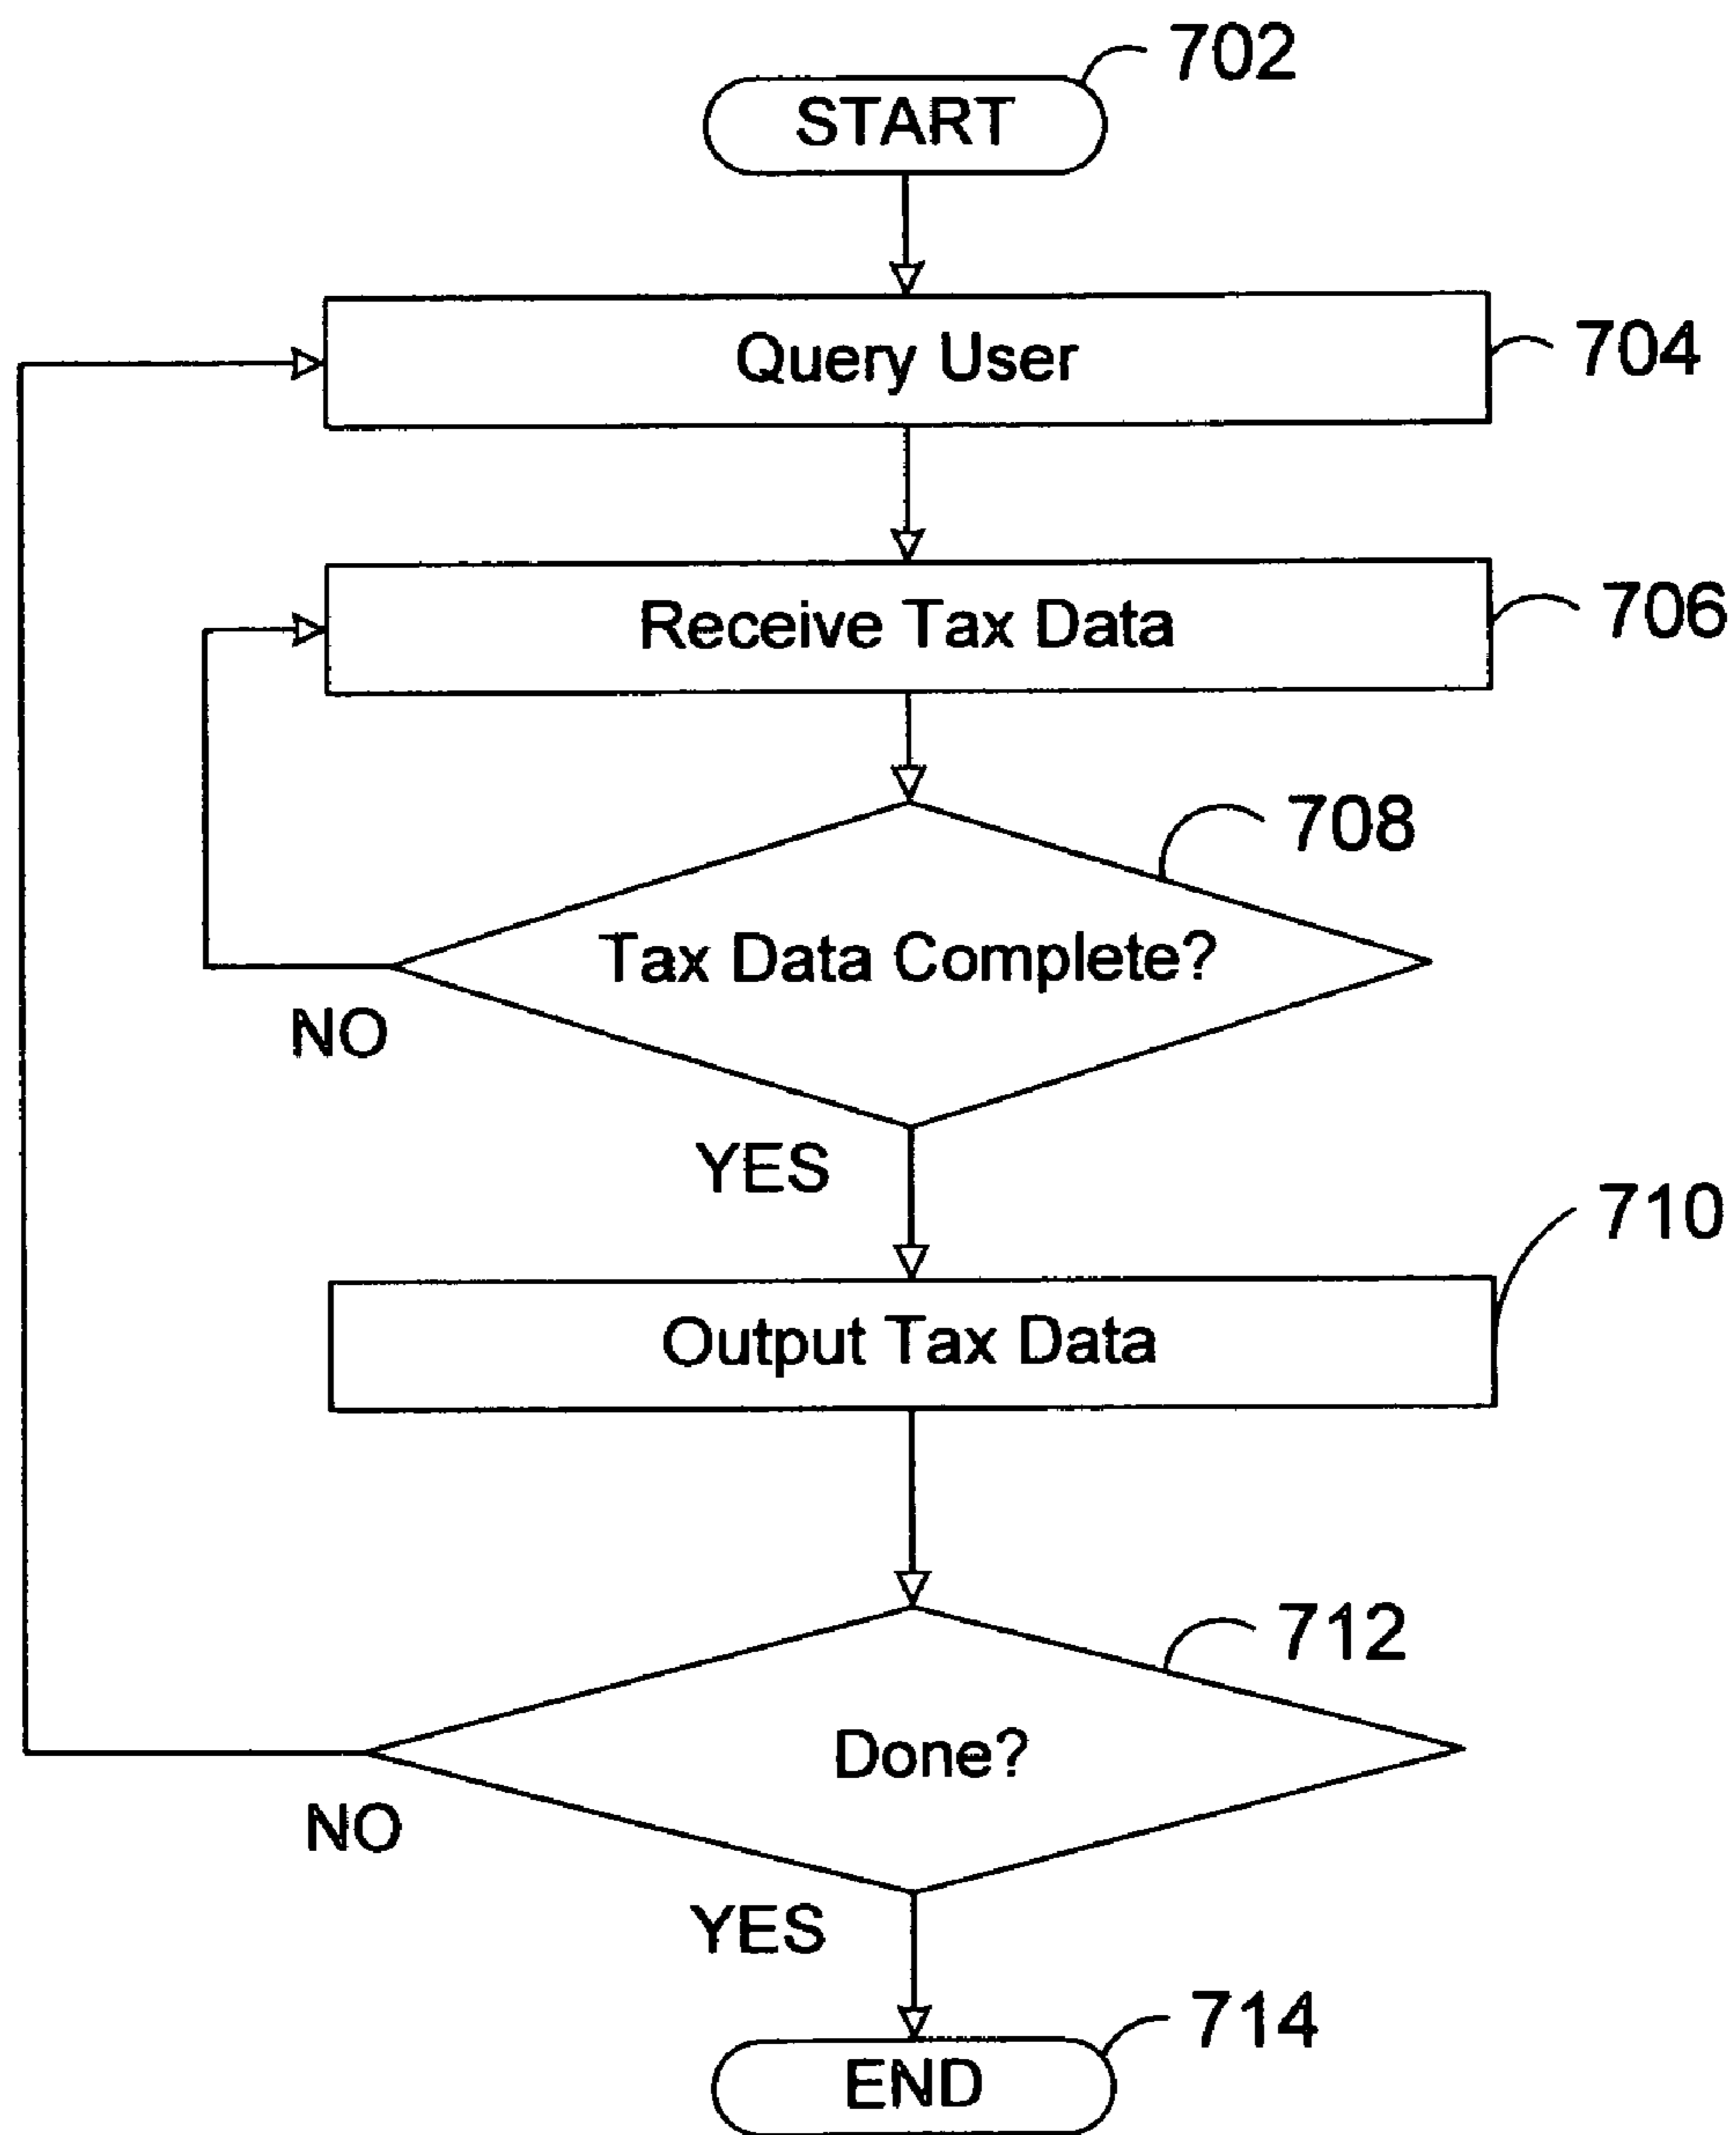 702
START
Query User
704
Receive Tax Data
706
708
Tax Data Complete?
NO
YES
710
Output Tax Data
712
Done?
NO
YES
714
END